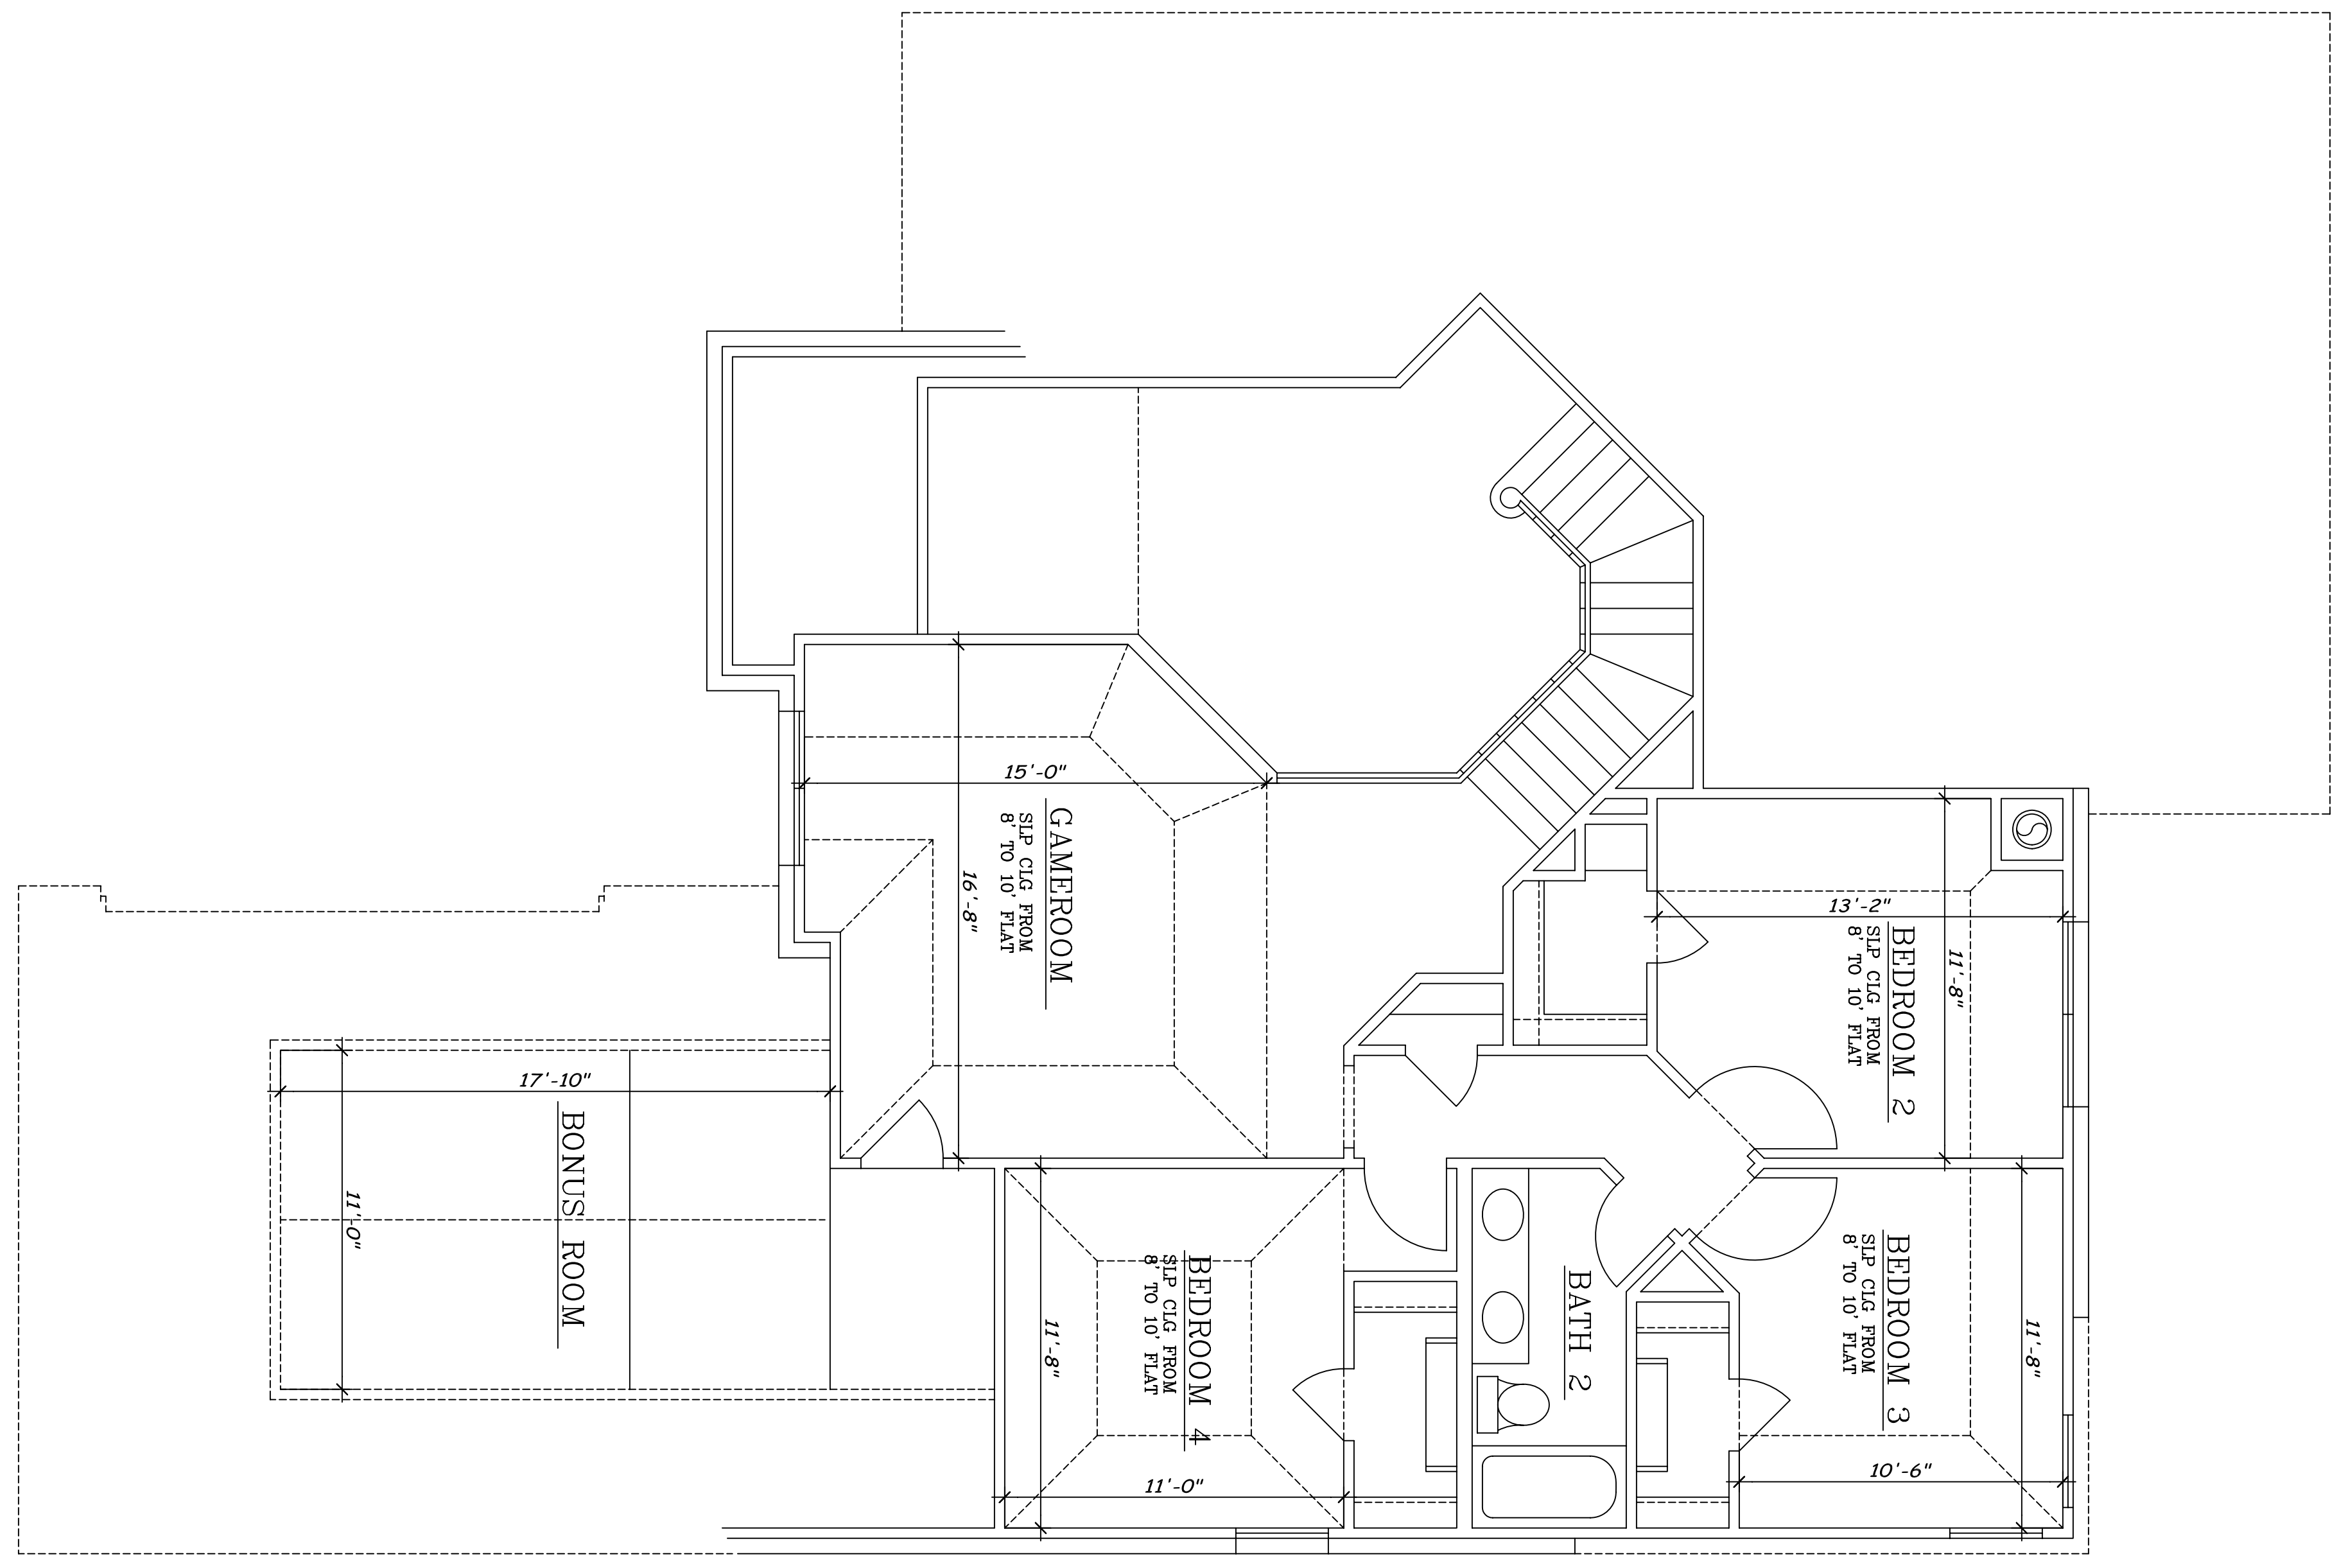 15'-0"
GAMEROOM
SLP CLG FROM
8' TO 10' FLAT
16'-8"
13'-2"
BEDROOM 2
SLP CLG FROM
8' TO 10' FLAT
11'-8"
17'-10"
BONUS ROOM
11'-0"
BEDROOM 4
SLP CLG FROM
8' TO 10' FLAT
11'-8"
11'-0"
BATH 2
BEDROOM 3
SLP CLG FROM
8' TO 10' FLAT
11'-8"
10'-6"